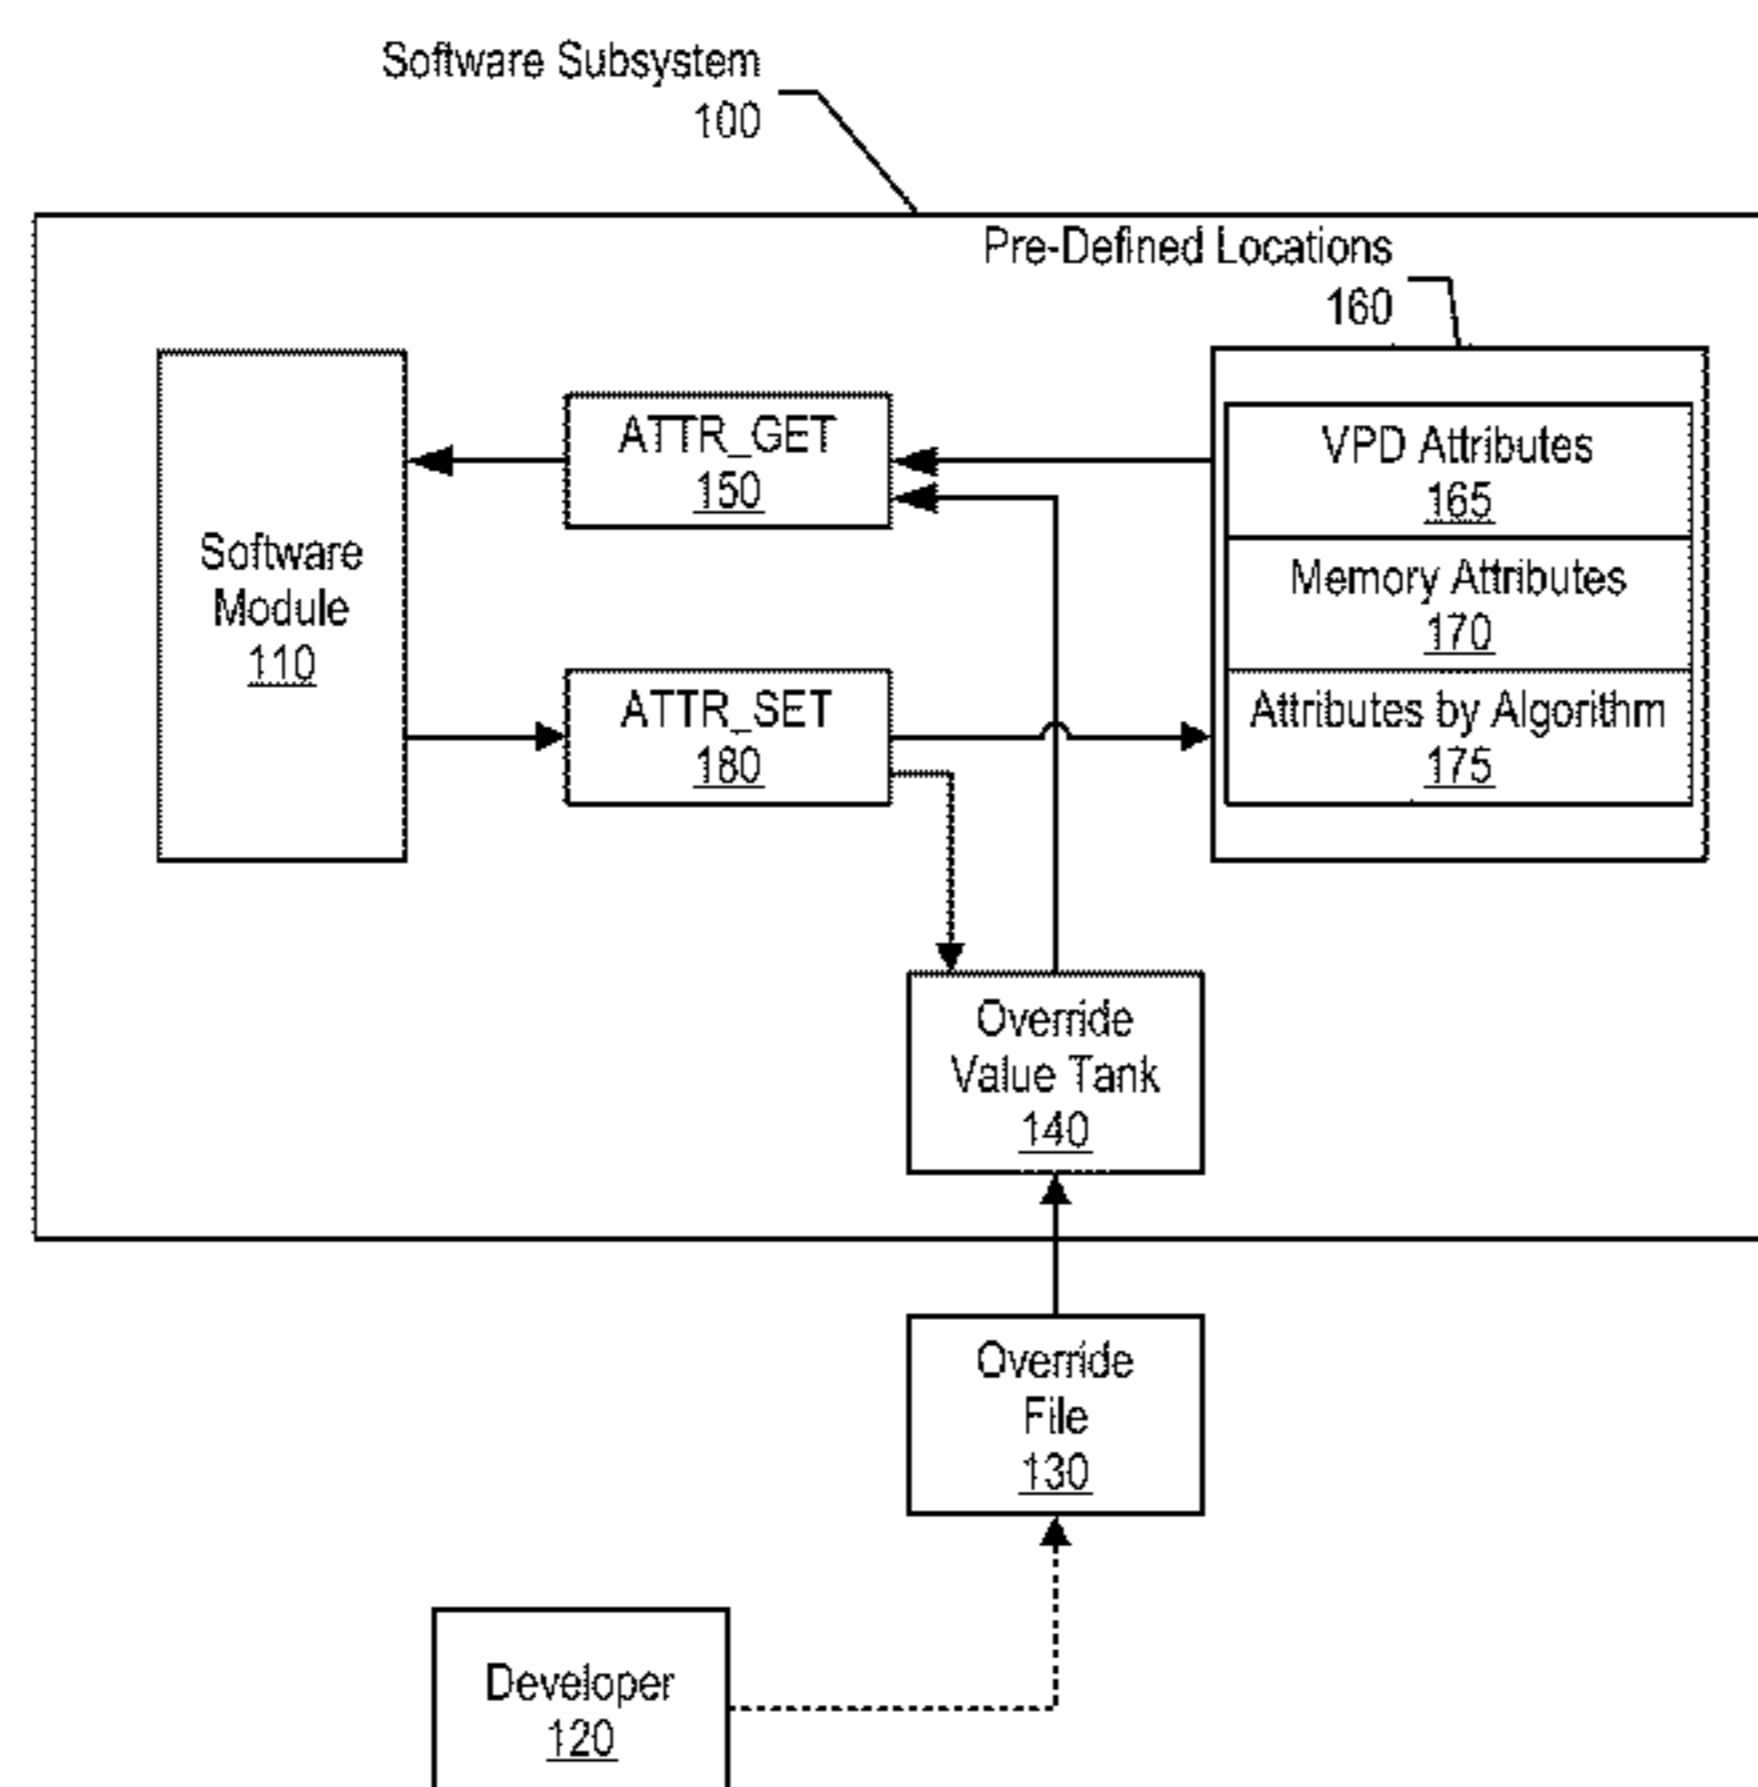 Software Subsystem
100
Pre-Defined Locations
160
Software
Module
110
ATTR_GET
150
VPD Attributes
165
Memory Attributes
170
Attributes by Algorithm
175
ATTR_SET
180
Override
Value Tank
140
Override
File
130
Developer
120